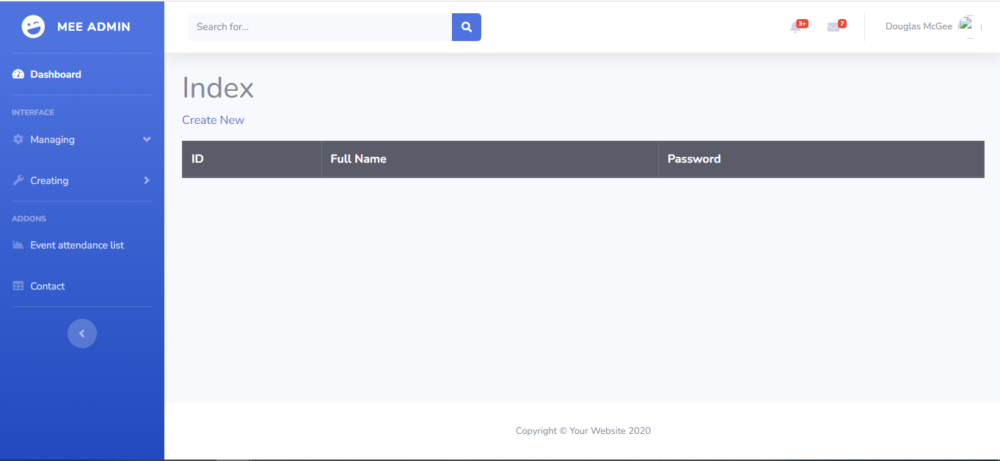 MEE ADMIN
Search for...
3+
7
Douglas McGee
Dashboard
INTERFACE
Managing
Creating
ADDONS
Event attendance list
Contact
Index
Create New
ID Full Name Password
Copyright © Your Website 2020